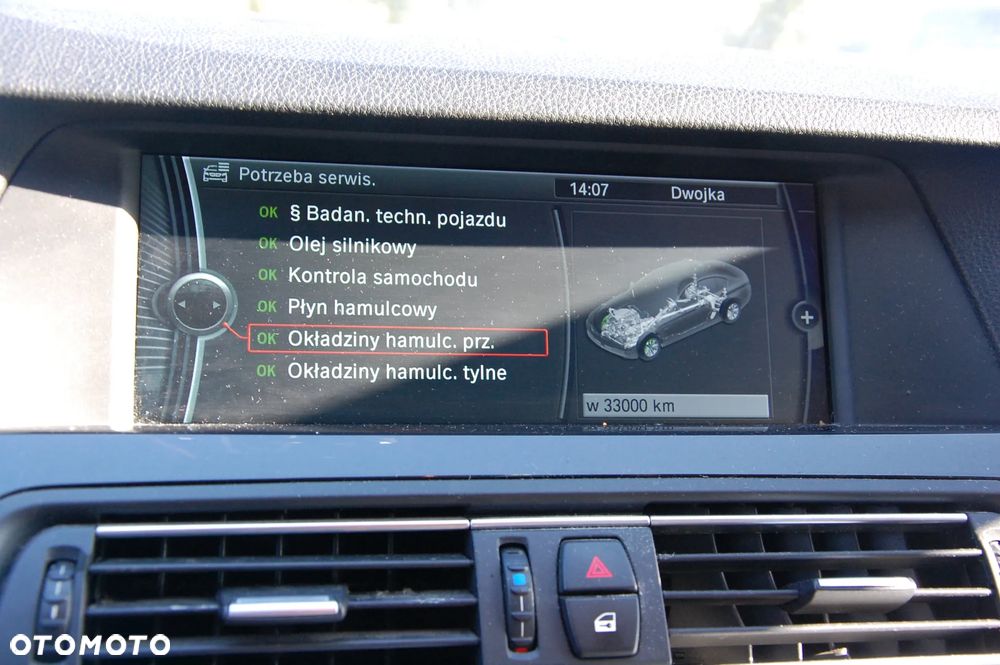 Potrzeba serwis.
14:07 Dwojka
OK § Badan. techn. pojazdu
OK Olej silnikowy
OK Kontrola samochodu
OK Płyn hamulcowy
OK Okładziny hamulc. prz.
OK Okładziny hamulc. tylne
w 33000 km
OTOMOTO